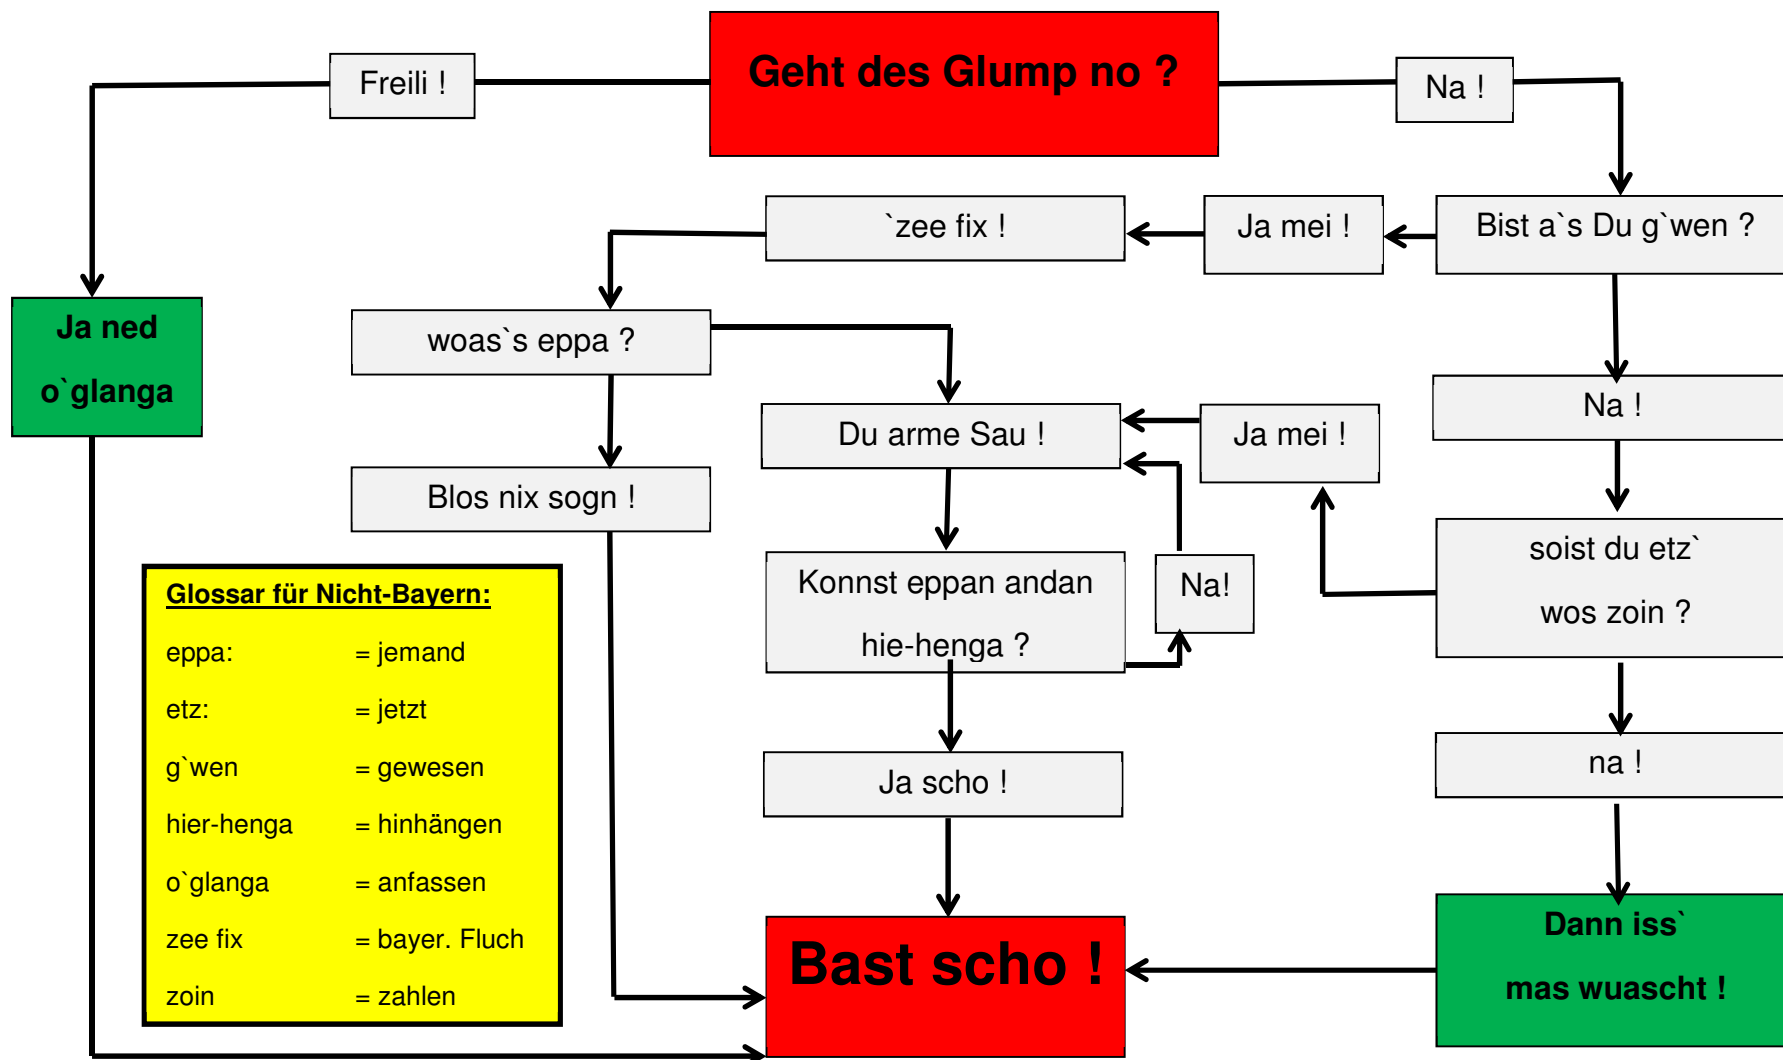 Geht des Glump no ?
Freili !
Na !
`zee fix !
Ja mei !
Bist a`s Du g`wen ?
Ja ned
o`glanga
woas`s eppa ?
Du arme Sau !
Ja mei !
Na !
Blos nix sogn !
Konnst eppan andan
hie-henga ?
Na!
soist du etz`
wos zoin ?
Ja scho !
na !
Bast scho !
Dann iss`
mas wuascht !
Glossar für Nicht-Bayern:
eppa: = jemand
etz: = jetzt
g`wen = gewesen
hier-henga = hinhängen
o`glanga = anfassen
zee fix = bayer. Fluch
zoin = zahlen